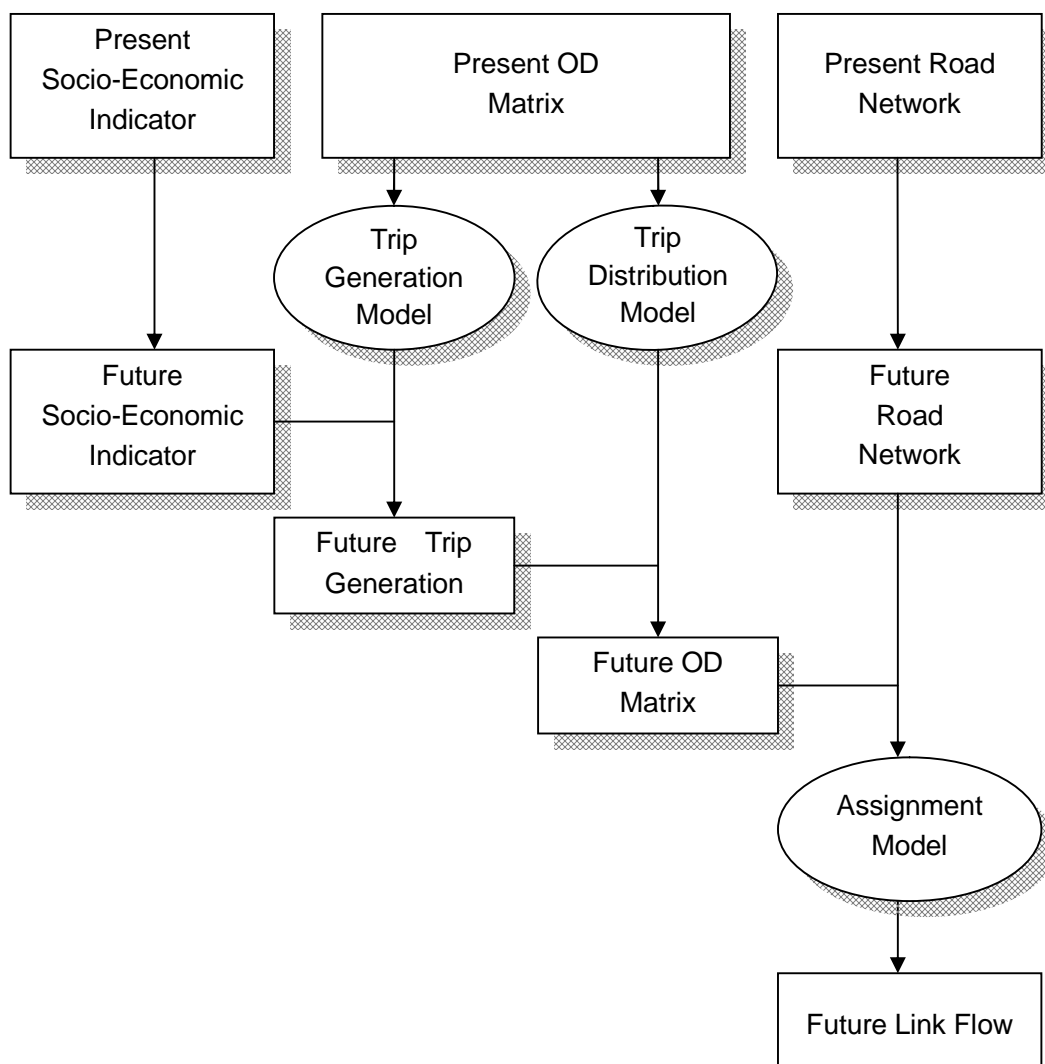 Present
Socio-Economic
Indicator
Present OD
Matrix
Present Road
Network
Trip
Generation
Model
Trip
Distribution
Model
Future
Socio-Economic
Indicator
Future
Road
Network
Future Trip
Generation
Future OD
Matrix
Assignment
Model
Future Link Flow